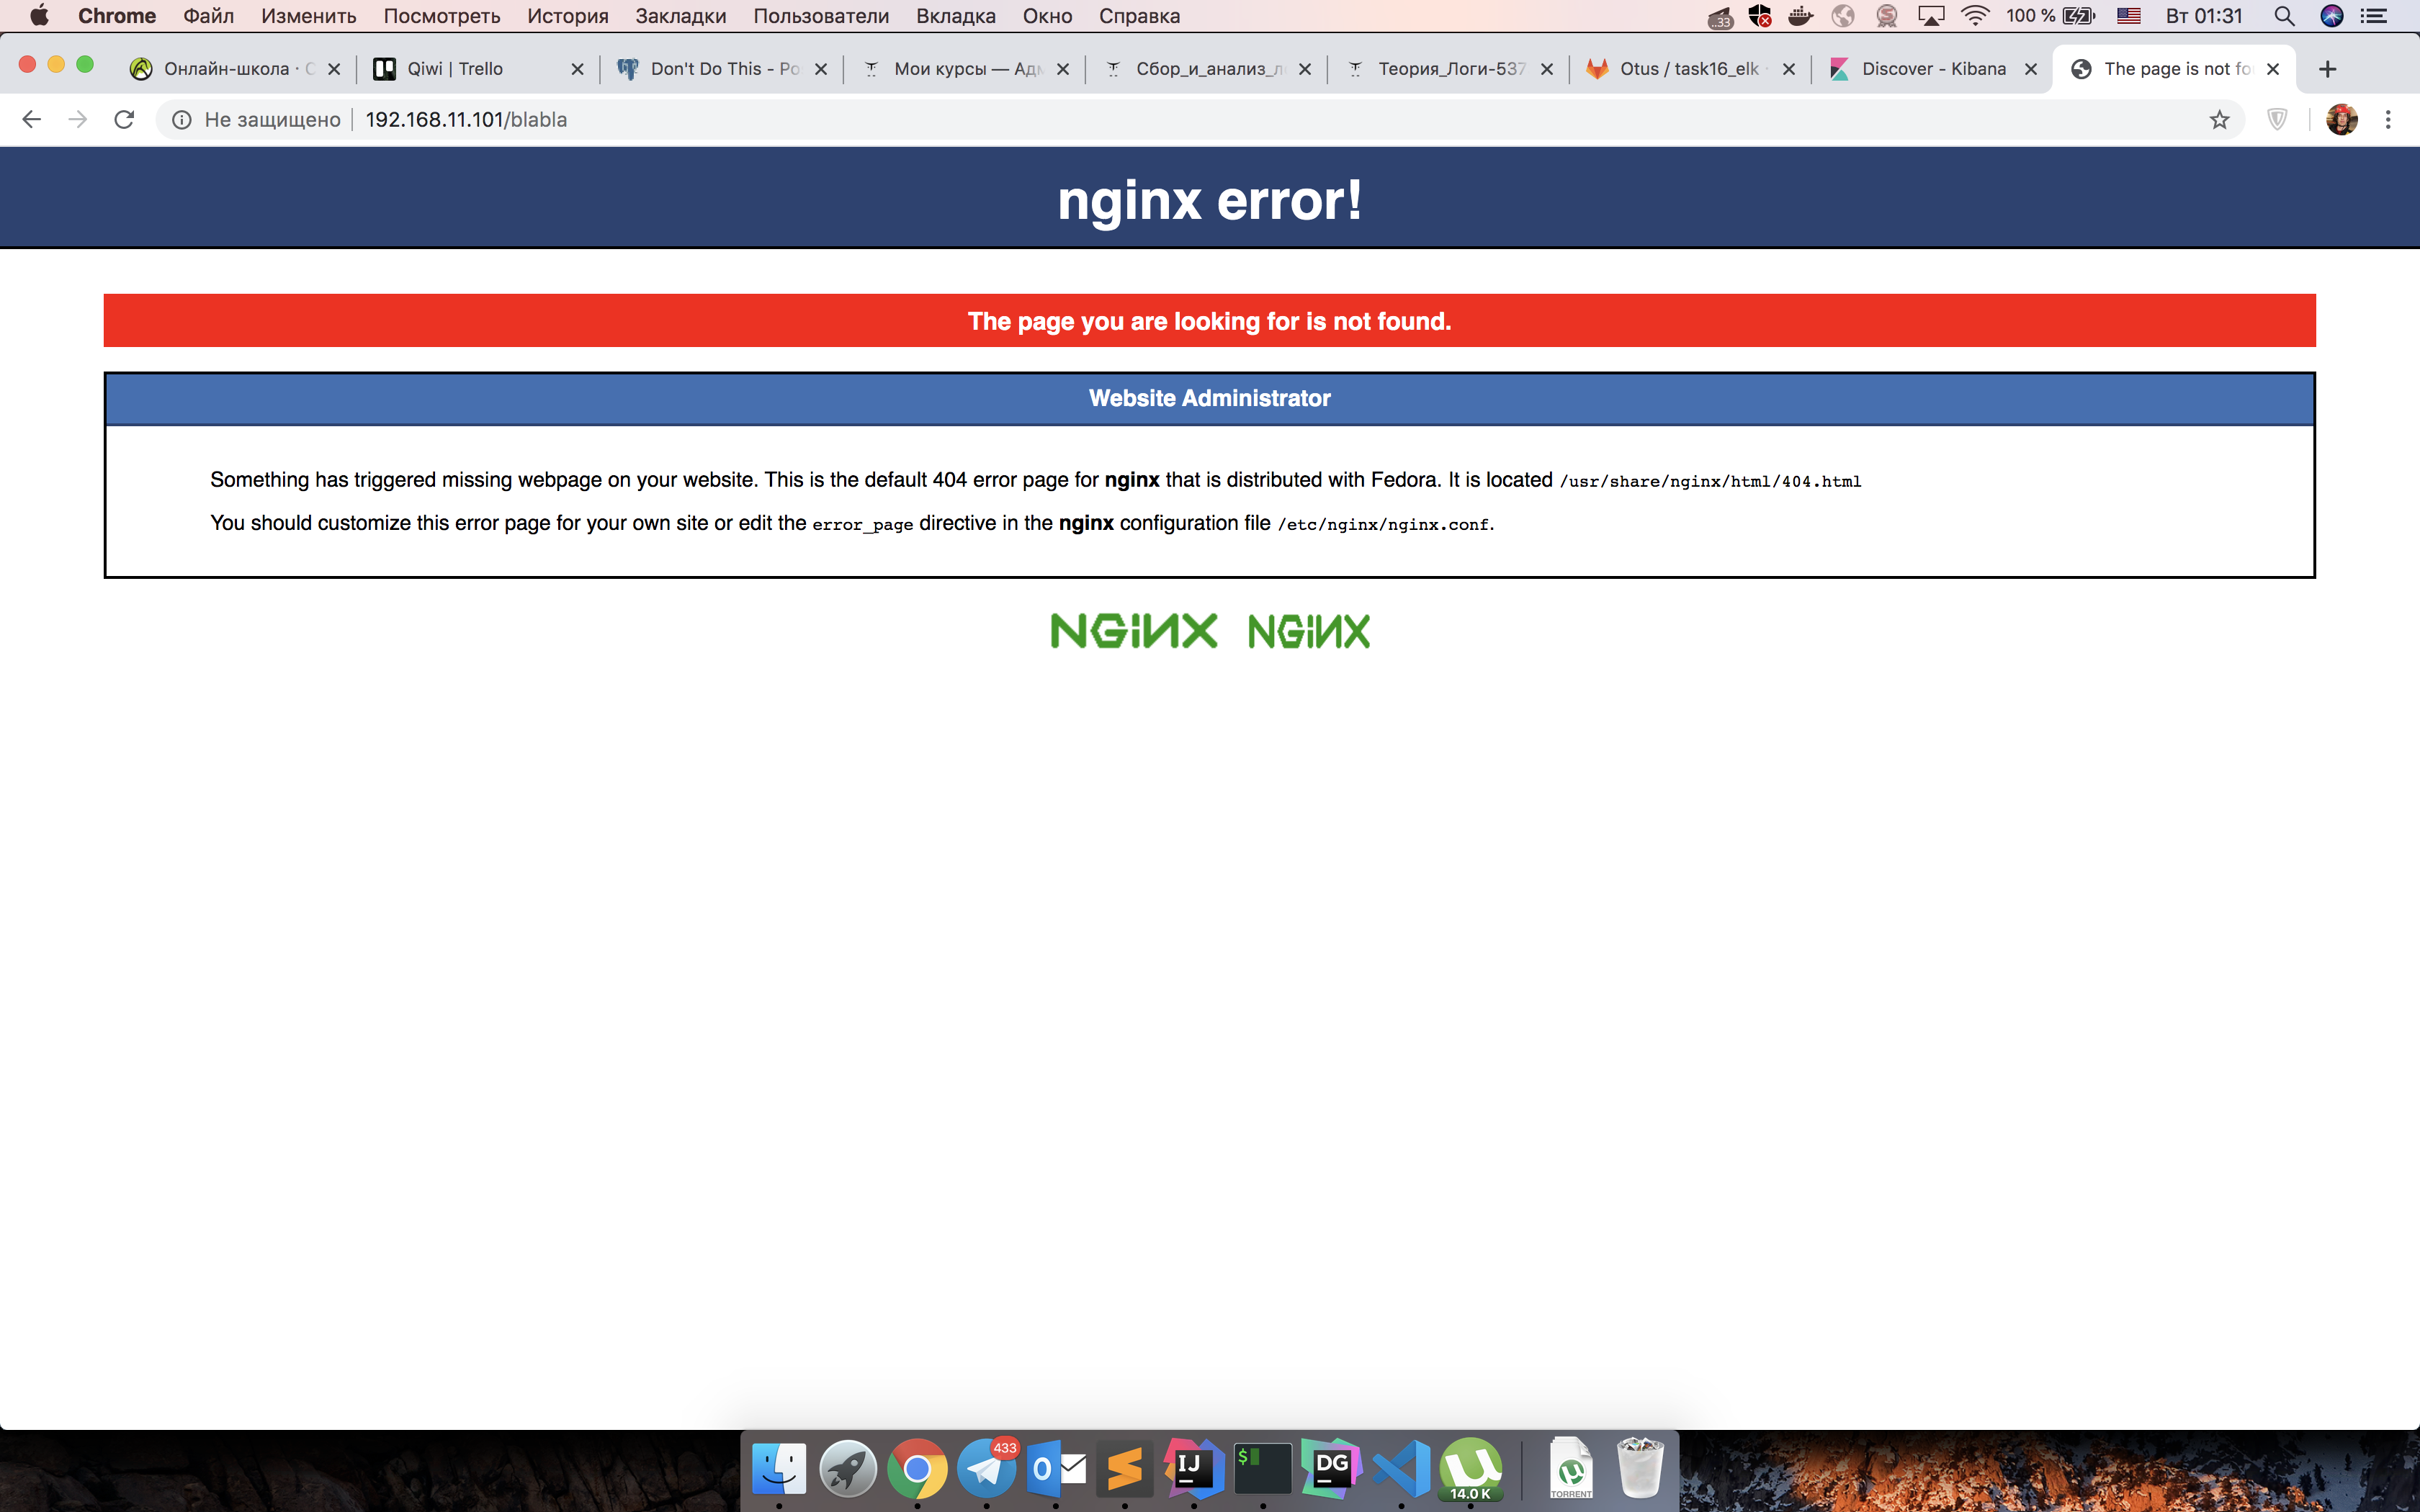 Chrome Файл Изменить Посмотреть История Закладки Пользователи Вкладка Окно Справка ..33 100 % Вт 01:31
Онлайн-школа · Qiwi | Trello Don't Do This - Po Мои курсы — Адм Сбор_и_анализ_л Теория_Логи-537 Otus / task16_elk Discover - Kibana The page is not fo
Не защищено 192.168.11.101/blabla
nginx error!
The page you are looking for is not found.
Website Administrator
Something has triggered missing webpage on your website. This is the default 404 error page for nginx that is distributed with Fedora. It is located /usr/share/nginx/html/404.html
You should customize this error page for your own site or edit the error_page directive in the nginx configuration file /etc/nginx/nginx.conf.
NGINX NGINX
433
O IJ $ DG
14.0 K TORRENT